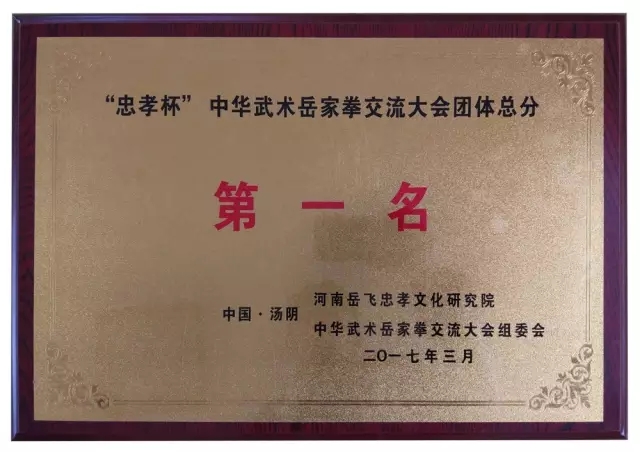 “忠孝杯” 中华武术岳家拳交流大会团体总分
第一名
中国·汤阴
河南岳飞忠孝文化研究院
中华武术岳家拳交流大会组委会
二〇一七年三月